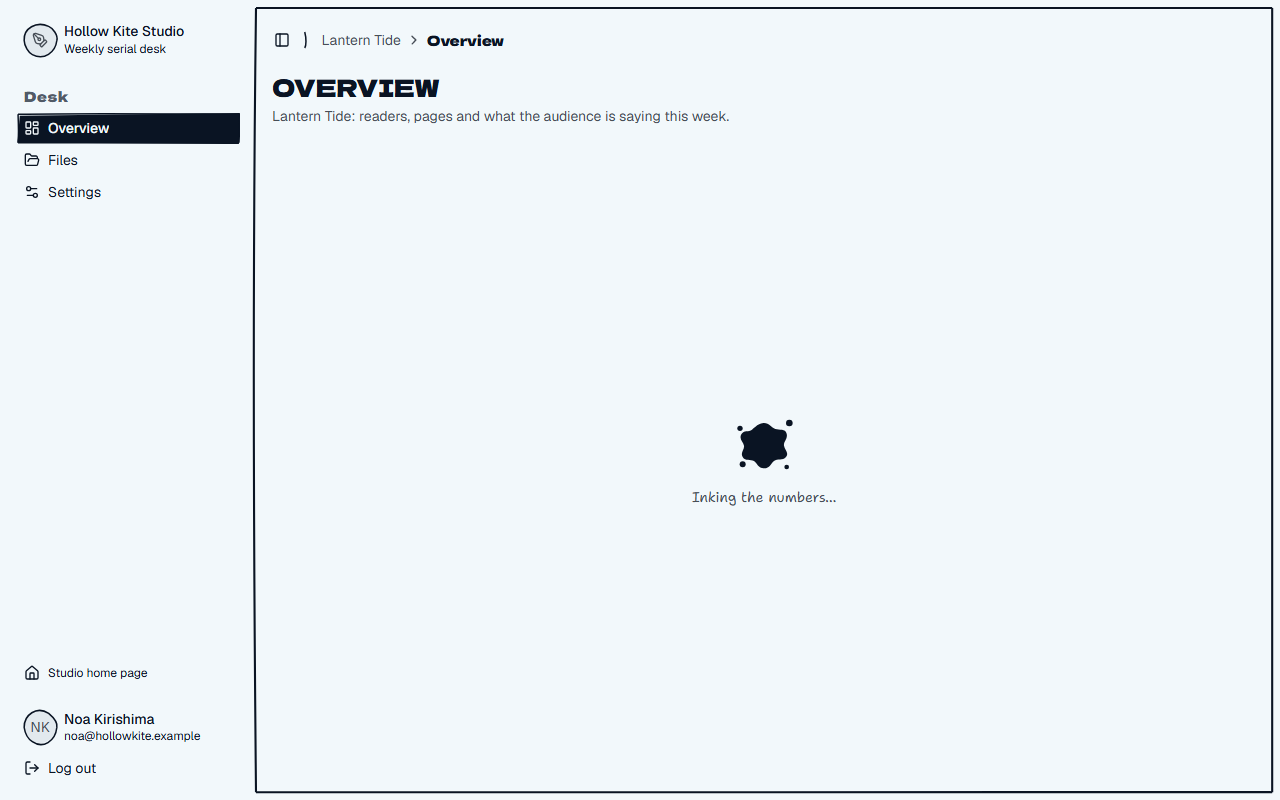 Hollow Kite Studio
Weekly serial desk
Desk
Overview
Files
Settings
Studio home page
NK
Noa Kirishima
noa@hollowkite.example
Log out
Lantern Tide
Overview
OVERVIEW
Lantern Tide: readers, pages and what the audience is saying this week.
Inking the numbers...